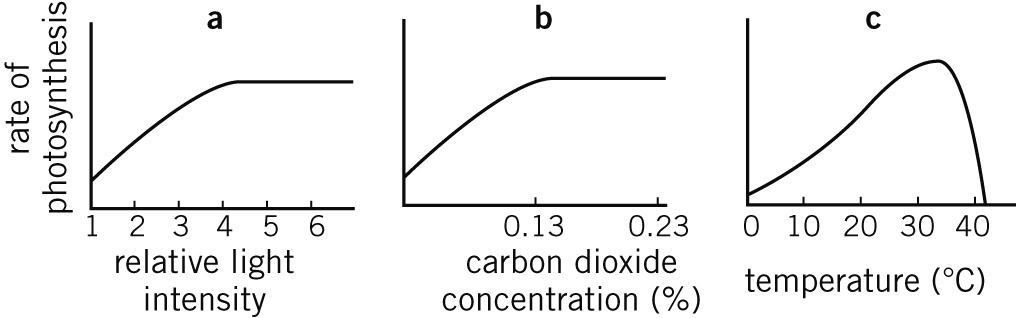 a
rate of
photosynthesis
1 2 3 4 5 6
relative light
intensity
b
0.13 0.23
carbon dioxide
concentration (%)
c
0 10 20 30 40
temperature (°C)